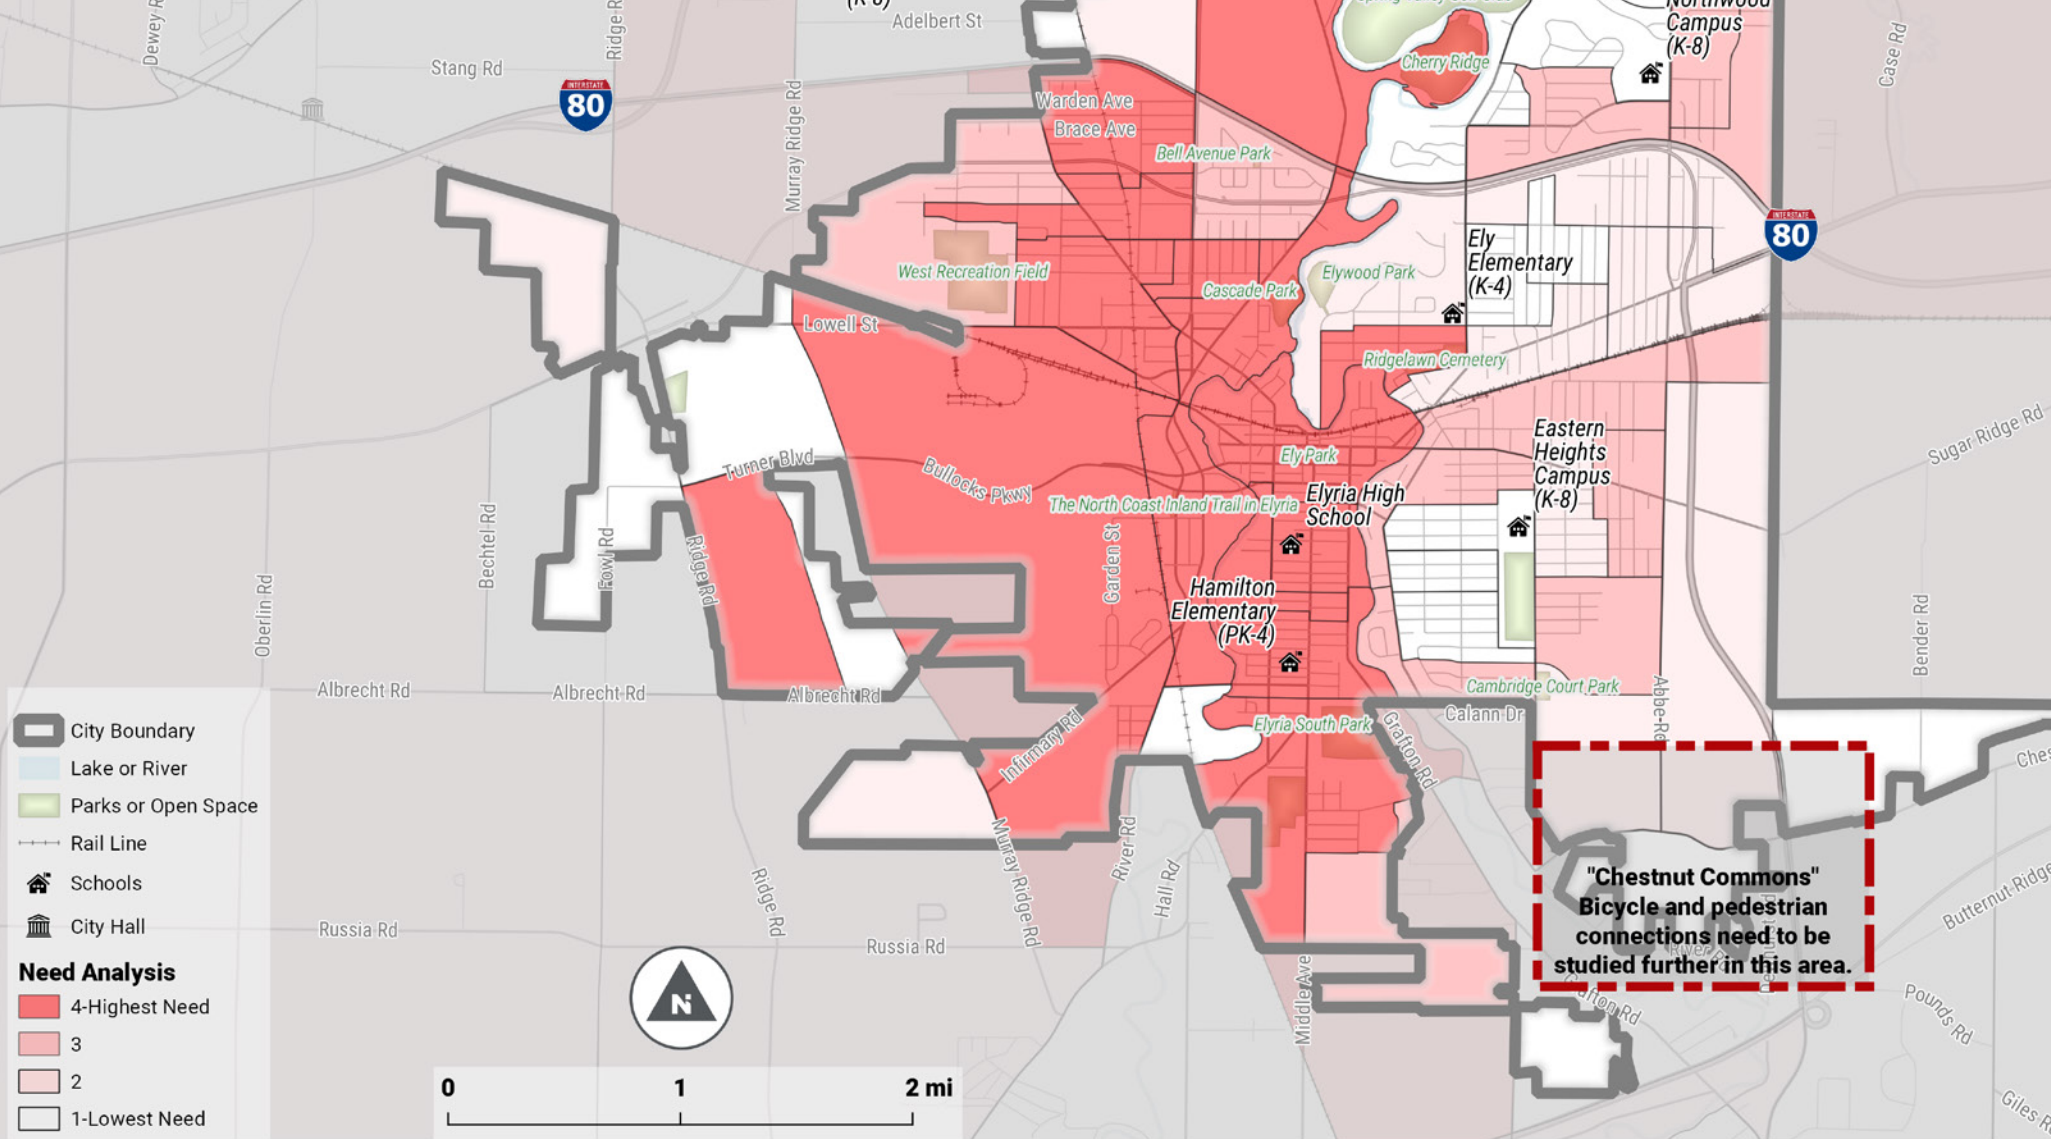 (K-8)
Adelbert St
Northwood
Campus
(K-8)
Dewey R
Ridge R
Case Rd
Stang Rd
INTERSTATE
80
Cherry Ridge
Murray Ridge Rd
Warden Ave
Brace Ave
Bell Avenue Park
INTERSTATE
80
Ely
Elementary
(K-4)
West Recreation Field
Elywood Park
Cascade Park
Lowell St
Ridgelawn Cemetery
Sugar Ridge Rd
Eastern
Heights
Campus
(K-8)
Turner Blvd
Bullocks Pkwy
Ely Park
The North Coast Inland Trail in Elyria
Elyria High
School
Bechtel Rd
Fowl Rd
Ridge Rd
Garden St
Oberlin Rd
Hamilton
Elementary
(PK-4)
Bender Rd
Albrecht Rd
Albrecht Rd
Albrecht Rd
Cambridge Court Park
Abbe Rd
Calann Dr
Elyria South Park
Grafton Rd
Infirmary Rd
Ches
City Boundary
Lake or River
Parks or Open Space
Rail Line
Schools
City Hall
Need Analysis
4-Highest Need
3
2
1-Lowest Need
Murray Ridge Rd
River Rd
Hall Rd
Ridge Rd
Russia Rd
Russia Rd
Middle Ave
"Chestnut Commons"
Bicycle and pedestrian
connections need to be
studied further in this area.
River Rd
Grafton Rd
Butternut Ridge
Pounds Rd
Giles R
N
0 1 2 mi